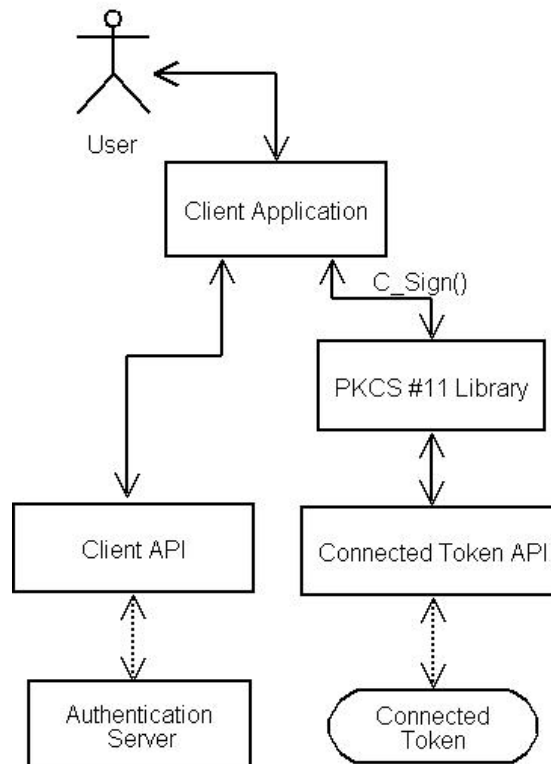 User
Client Application
C_Sign()
PKCS #11 Library
Client API
Connected Token API
Authentication
Server
Connected
Token